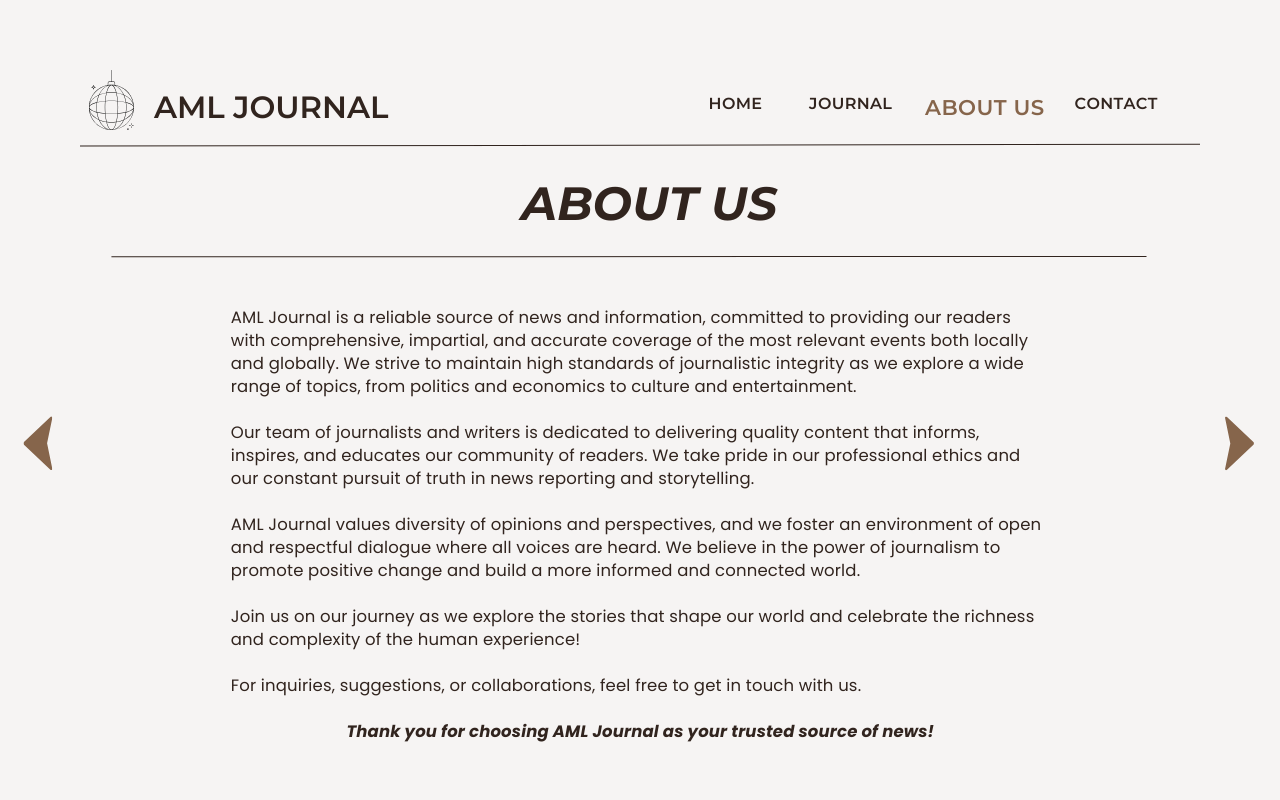 AML JOURNAL
HOME JOURNAL ABOUT US CONTACT
ABOUT US
AML Journal is a reliable source of news and information, committed to providing our readers
with comprehensive, impartial, and accurate coverage of the most relevant events both locally
and globally. We strive to maintain high standards of journalistic integrity as we explore a wide
range of topics, from politics and economics to culture and entertainment.
Our team of journalists and writers is dedicated to delivering quality content that informs,
inspires, and educates our community of readers. We take pride in our professional ethics and
our constant pursuit of truth in news reporting and storytelling.
AML Journal values diversity of opinions and perspectives, and we foster an environment of open
and respectful dialogue where all voices are heard. We believe in the power of journalism to
promote positive change and build a more informed and connected world.
Join us on our journey as we explore the stories that shape our world and celebrate the richness
and complexity of the human experience!
For inquiries, suggestions, or collaborations, feel free to get in touch with us.
Thank you for choosing AML Journal as your trusted source of news!